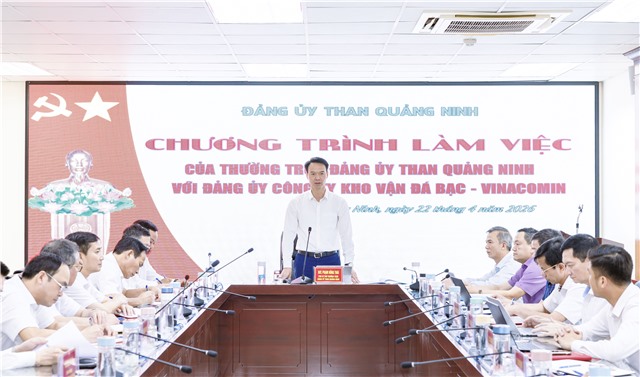 ĐẢNG ỦY THAN QUẢNG NINH
CHƯƠNG TRÌNH LÀM VIỆC
CỦA THƯỜNG TRỰC ĐẢNG ỦY THAN QUẢNG NINH
VỚI ĐẢNG ỦY CÔNG TY KHO VẬN ĐÁ BẠC - VINACOMIN
Ninh, ngày 22 tháng 4 năm 2026